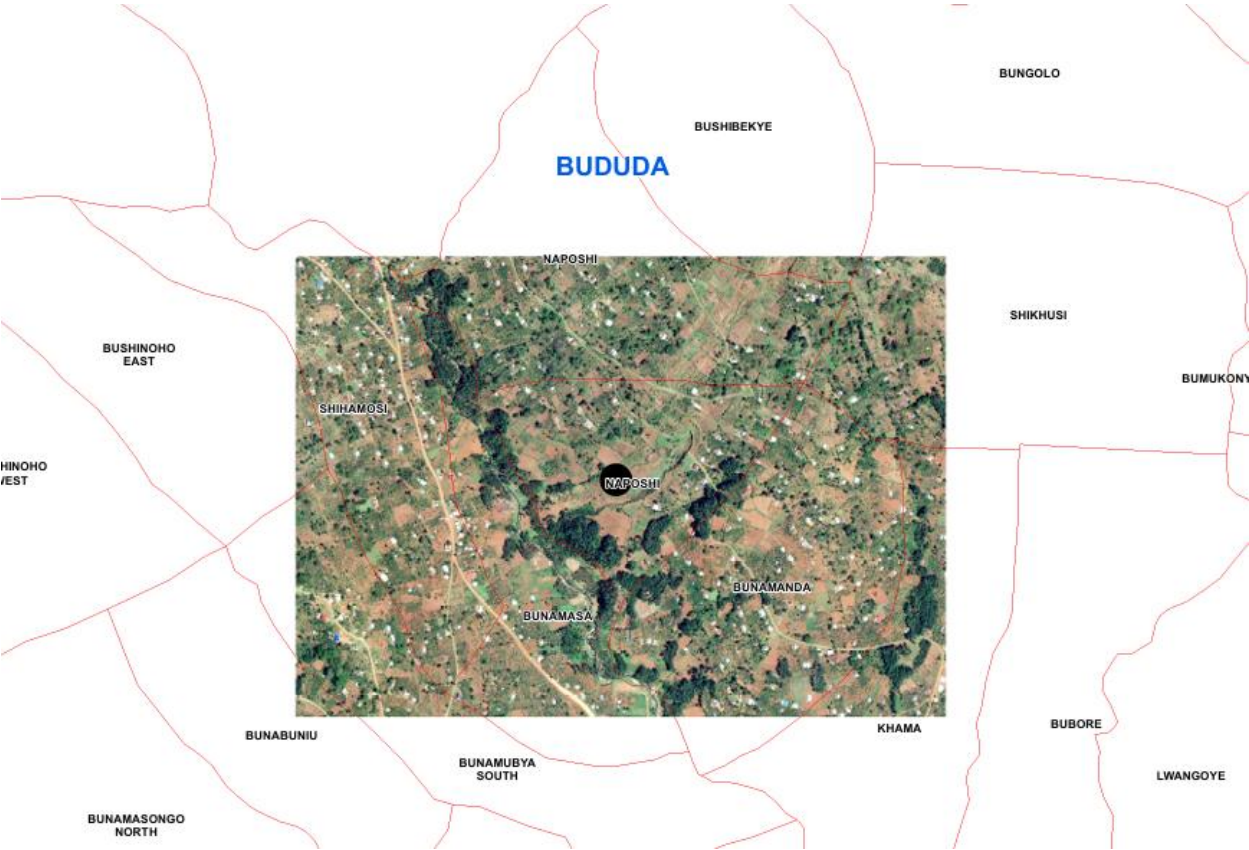 BUNGOLO
BUSHIBEKYE
BUDUDA
NAPOSHI
SHIKHUSI
BUSHINOHO
EAST
BUMUKONY
SHIHAMOSI
HINOHO
VEST
NAPOSHI
BUNAMANDA
BUNAMASA
BUBORE
KHAMA
BUNABUNIU
BUNAMUBYA
SOUTH
LWANGOYE
BUNAMASONGO
NORTH